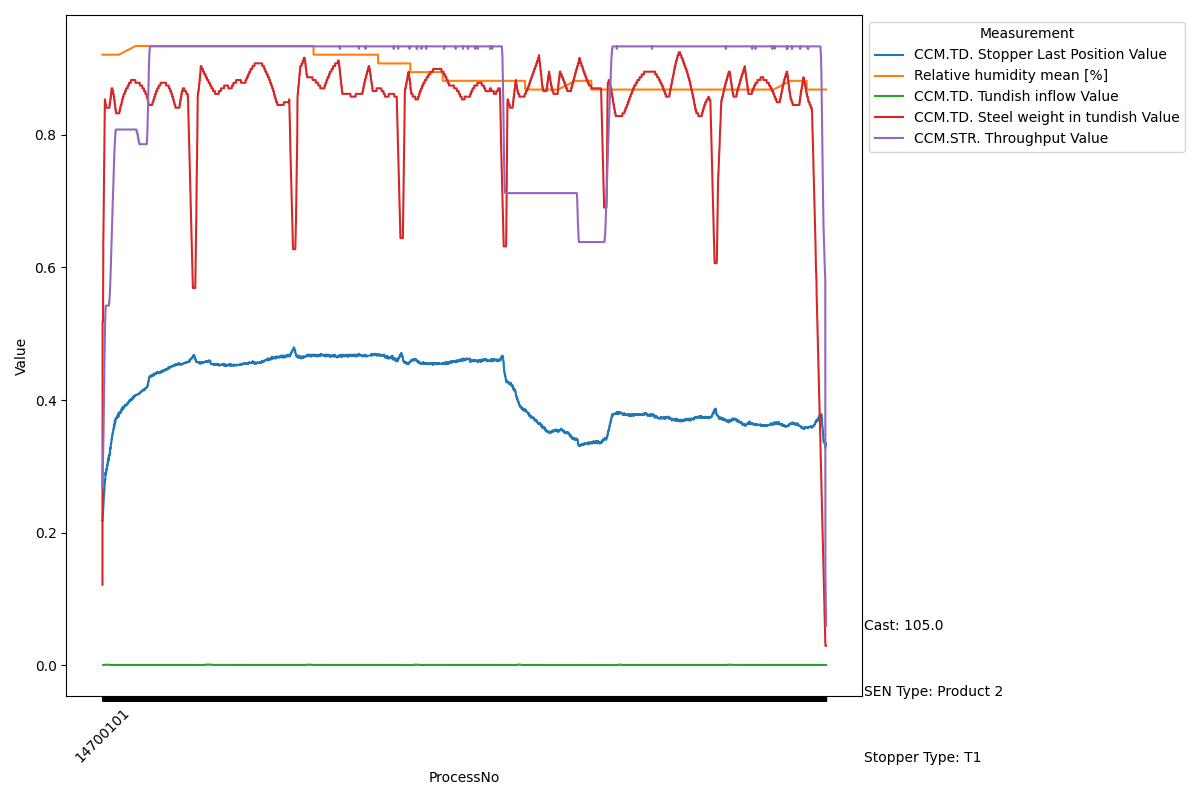 Measurement
CCM.TD. Stopper Last Position Value
Relative humidity mean [%]
CCM.TD. Tundish inflow Value
CCM.TD. Steel weight in tundish Value
CCM.STR. Throughput Value
0.8
0.6
0.4
0.2
0.0
Value
14700101
ProcessNo
Cast: 105.0
SEN Type: Product 2
Stopper Type: T1